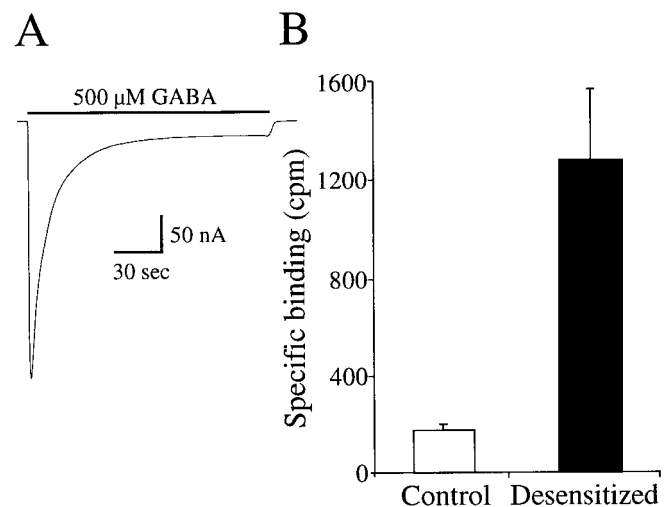 A
500 µM GABA
50 nA
30 sec
B
Specific binding (cpm)
1600
1200
800
400
0
Control
Desensitized